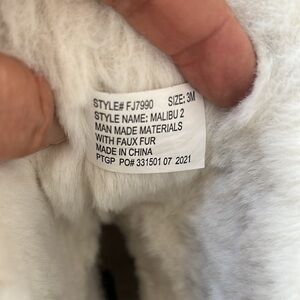 STYLE# FJ7990 SIZE: 3M
STYLE NAME: MALIBU 2
MAN MADE MATERIALS
WITH FAUX FUR
MADE IN CHINA
PTGP PO# 331501 07 2021